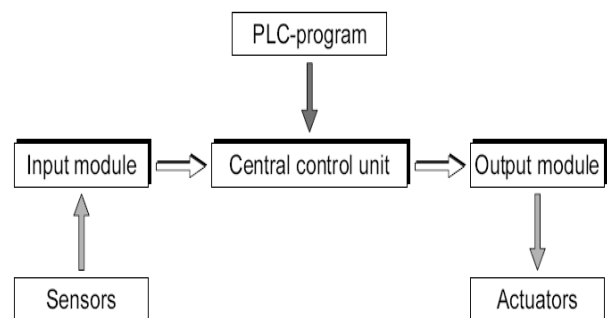 PLC-program
Input module
Central control unit
Output module
Sensors
Actuators